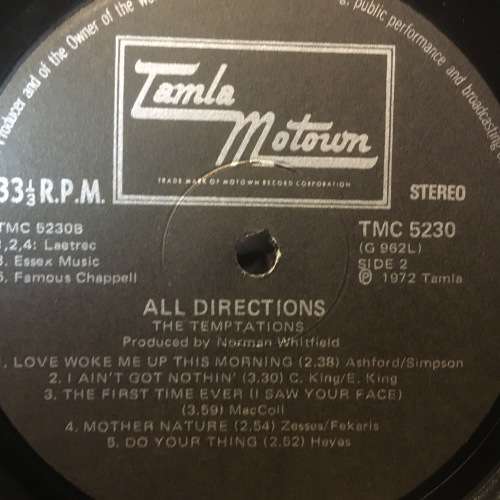 Producer and of the Owner of the wo
public performance and broadcasting
Tamla
Motown
TRADE MARK OF MOTOWN RECORD CORPORATION
33⅓ R.P.M.
STEREO
TMC 5230B
1,2,4: Laetrec
3. Essex Music
5. Famous Chappell
TMC 5230
(G 962L)
SIDE 2
Ⓟ 1972 Tamla
ALL DIRECTIONS
THE TEMPTATIONS
Produced by Norman Whitfield
1. LOVE WOKE ME UP THIS MORNING (2.38) Ashford/Simpson
2. I AIN'T GOT NOTHIN' (3.30) C. King/E. King
3. THE FIRST TIME EVER (I SAW YOUR FACE)
(3.59) MacColl
4. MOTHER NATURE (2.54) Zesses/Fekaris
5. DO YOUR THING (2.52) Hayes